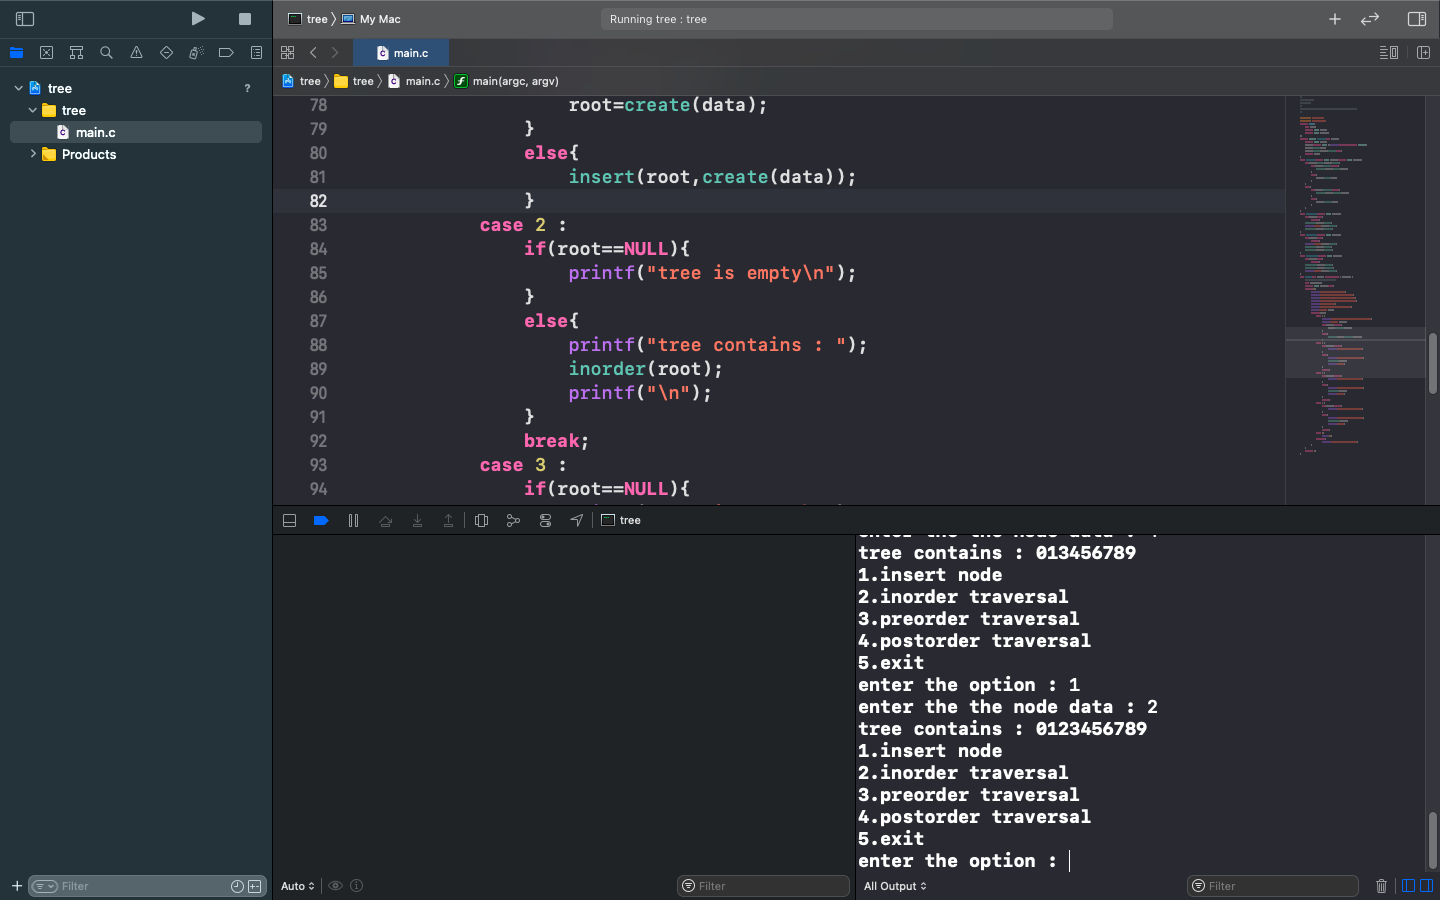 tree 〉 My Mac
Running tree : tree
main.c
tree 〉 tree 〉 main.c 〉 main(argc, argv)
tree ?
tree
main.c
Products
78 root=create(data);
79 }
80 else{
81 insert(root,create(data));
82 }
83 case 2 :
84 if(root==NULL){
85 printf("tree is empty\n");
86 }
87 else{
88 printf("tree contains : ");
89 inorder(root);
90 printf("\n");
91 }
92 break;
93 case 3 :
94 if(root==NULL){
tree
tree contains : 013456789
1.insert node
2.inorder traversal
3.preorder traversal
4.postorder traversal
5.exit
enter the option : 1
enter the the node data : 2
tree contains : 0123456789
1.insert node
2.inorder traversal
3.preorder traversal
4.postorder traversal
5.exit
enter the option :
Filter
Auto
Filter
All Output
Filter